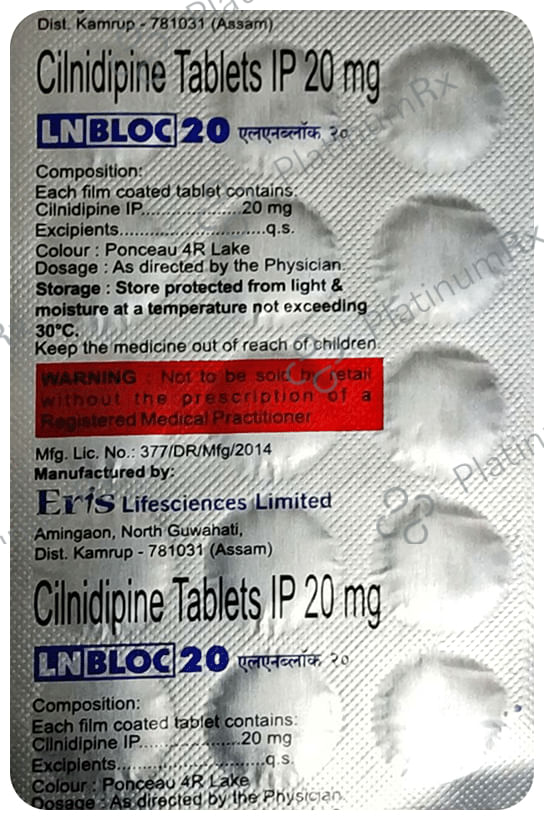 Dist. Kamrup - 781031 (Assam)
Cilnidipine Tablets IP 20 mg
LNBLOC 20 एलएनब्लॉक २०
Composition:
Each film coated tablet contains:
Cilnidipine IP....................20 mg
Excipients.............................q.s.
Colour : Ponceau 4R Lake
Dosage : As directed by the Physician.
Storage : Store protected from light &
moisture at a temperature not exceeding
30°C.
Keep the medicine out of reach of children.
WARNING : Not to be sold by retail
without the prescription of a
Registered Medical Practitioner
Mfg. Lic. No.: 377/DR/Mfg/2014
Manufactured by:
Eris Lifesciences Limited
Amingaon, North Guwahati,
Dist. Kamrup - 781031 (Assam)
Cilnidipine Tablets IP 20 mg
LNBLOC 20 एलएनब्लॉक २०
Composition:
Each film coated tablet contains:
Cilnidipine IP....................20 mg
Excipients.............................q.s.
Colour : Ponceau 4R Lake
Dosage : As directed by the Physician.
PlatinumRx
PlatinumRx